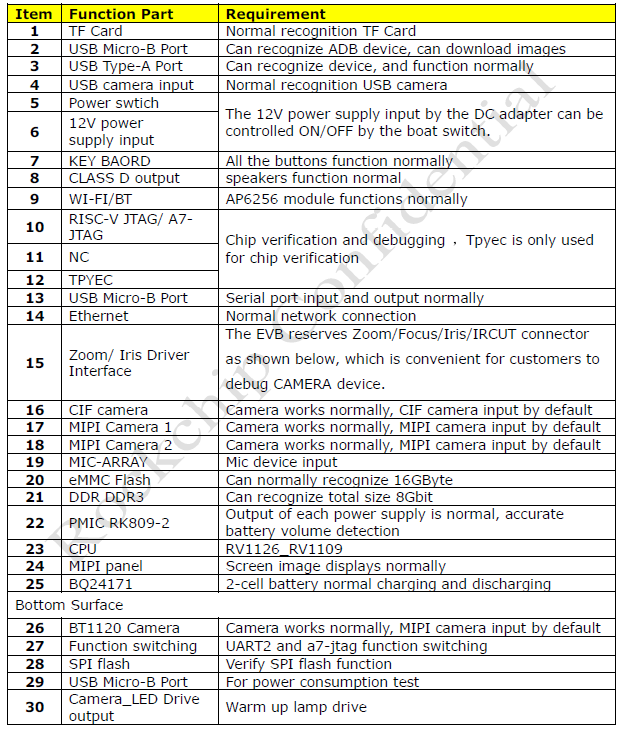 Item Function Part Requirement
1 TF Card Normal recognition TF Card
2 USB Micro-B Port Can recognize ADB device, can download images
3 USB Type-A Port Can recognize device, and function normally
4 USB camera input Normal recognition USB camera
5 Power swtich
6 12V power
supply input
The 12V power supply input by the DC adapter can be
controlled ON/OFF by the boat switch.
7 KEY BAORD All the buttons function normally
8 CLASS D output speakers function normal
9 WI-FI/BT AP6256 module functions normally
10 RISC-V JTAG/ A7-
JTAG
11 NC
12 TPYEC
Chip verification and debugging ， Tpyec is only used
for chip verification
13 USB Micro-B Port Serial port input and output normally
14 Ethernet Normal network connection
15 Zoom/ Iris Driver
Interface
The EVB reserves Zoom/Focus/Iris/IRCUT connector
as shown below, which is convenient for customers to
debug CAMERA device.
16 CIF camera Camera works normally, CIF camera input by default
17 MIPI Camera 1 Camera works normally, MIPI camera input by default
18 MIPI Camera 2 Camera works normally, MIPI camera input by default
19 MIC-ARRAY Mic device input
20 eMMC Flash Can normally recognize 16GByte
21 DDR DDR3 Can recognize total size 8Gbit
22 PMIC RK809-2 Output of each power supply is normal, accurate
battery volume detection
23 CPU RV1126_RV1109
24 MIPI panel Screen image displays normally
25 BQ24171 2-cell battery normal charging and discharging
Bottom Surface
26 BT1120 Camera Camera works normally, MIPI camera input by default
27 Function switching UART2 and a7-jtag function switching
28 SPI flash Verify SPI flash function
29 USB Micro-B Port For power consumption test
30 Camera_LED Drive
output
Warm up lamp drive
Rockchip Confidential